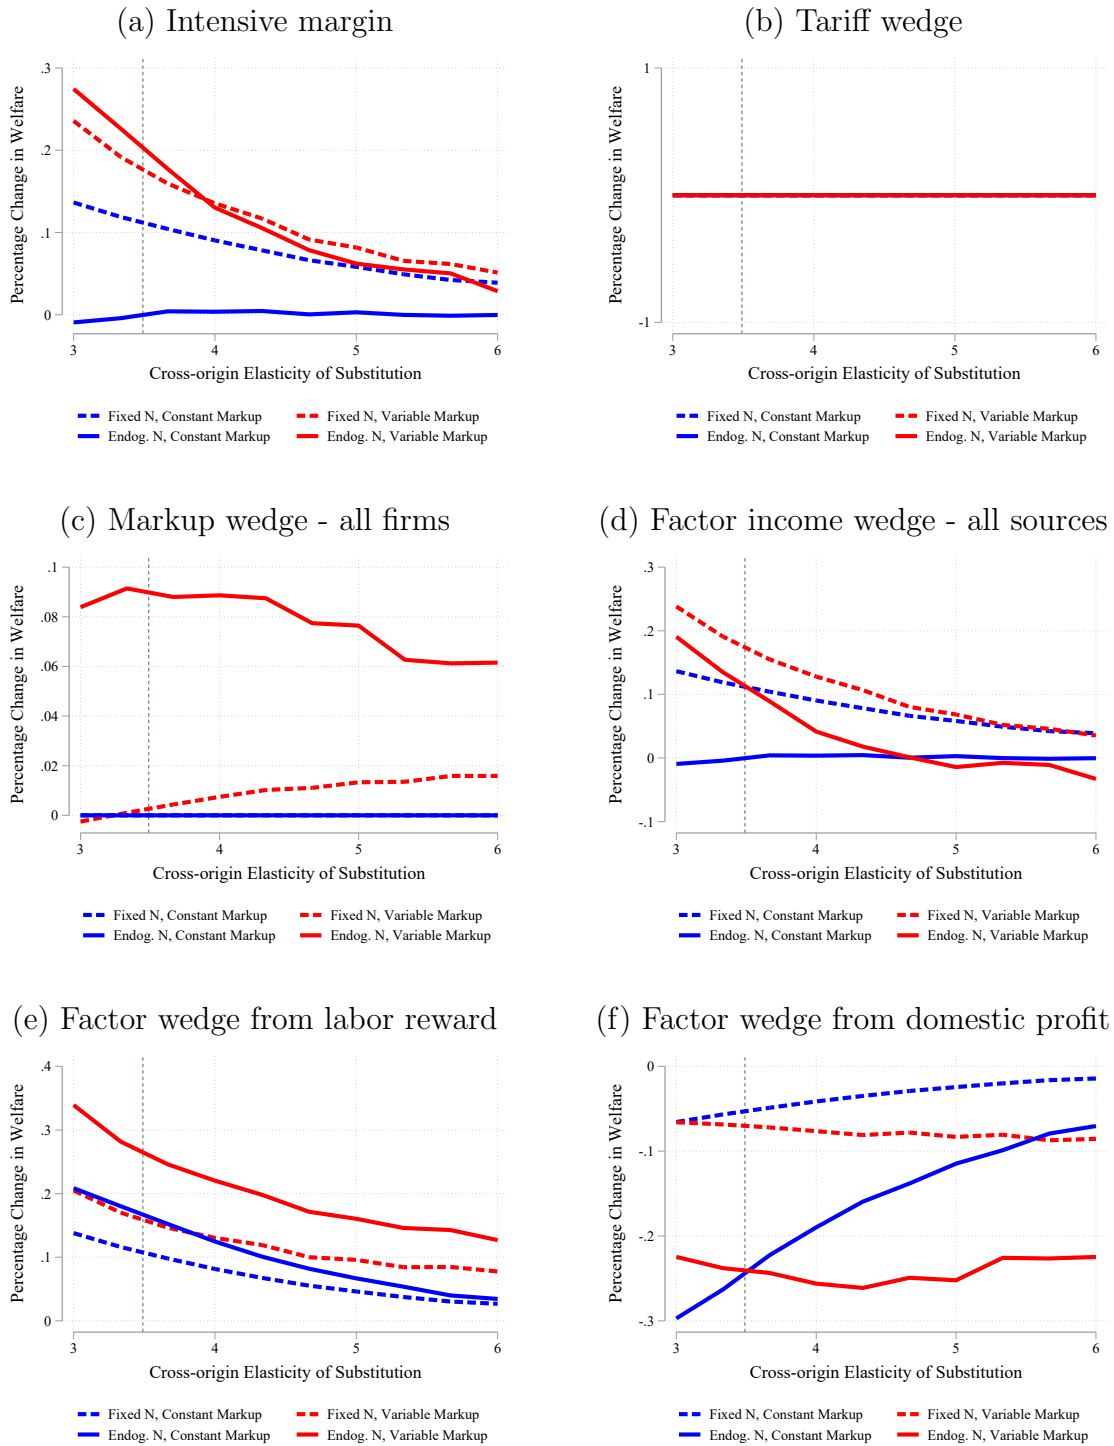 (a) Intensive margin
Percentage Change in Welfare
.3
.2
.1
0
3
4
5
6
Cross-origin Elasticity of Substitution
Fixed N, Constant Markup
Fixed N, Variable Markup
Endog. N, Constant Markup
Endog. N, Variable Markup
(b) Tariff wedge
Percentage Change in Welfare
1
-1
3
4
5
6
Cross-origin Elasticity of Substitution
Fixed N, Constant Markup
Fixed N, Variable Markup
Endog. N, Constant Markup
Endog. N, Variable Markup
(c) Markup wedge - all firms
Percentage Change in Welfare
.1
.08
.06
.04
.02
0
3
4
5
6
Cross-origin Elasticity of Substitution
Fixed N, Constant Markup
Fixed N, Variable Markup
Endog. N, Constant Markup
Endog. N, Variable Markup
(d) Factor income wedge - all sources
Percentage Change in Welfare
.3
.2
.1
0
-.1
3
4
5
6
Cross-origin Elasticity of Substitution
Fixed N, Constant Markup
Fixed N, Variable Markup
Endog. N, Constant Markup
Endog. N, Variable Markup
(e) Factor wedge from labor reward
Percentage Change in Welfare
.4
.3
.2
.1
0
3
4
5
6
Cross-origin Elasticity of Substitution
Fixed N, Constant Markup
Fixed N, Variable Markup
Endog. N, Constant Markup
Endog. N, Variable Markup
(f) Factor wedge from domestic profit
Percentage Change in Welfare
0
-.1
-.2
-.3
3
4
5
6
Cross-origin Elasticity of Substitution
Fixed N, Constant Markup
Fixed N, Variable Markup
Endog. N, Constant Markup
Endog. N, Variable Markup